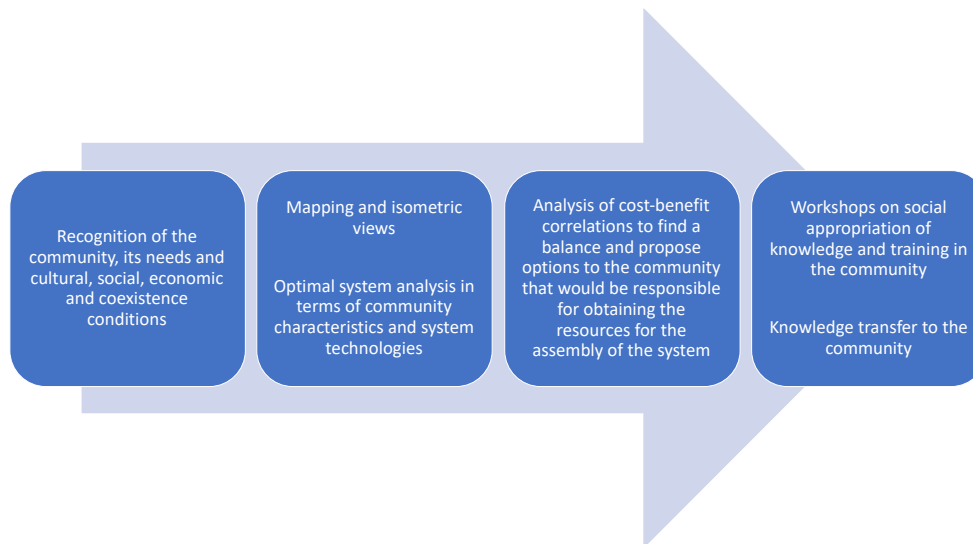 Recognition of the
community, its needs and
cultural, social, economic
and coexistence
conditions
Mapping and isometric
views
Optimal system analysis in
terms of community
characteristics and system
technologies
Analysis of cost-benefit
correlations to find a
balance and propose
options to the community
that would be responsible
for obtaining the
resources for the
assembly of the system
Workshops on social
appropriation of
knowledge and training in
the community
Knowledge transfer to the
community